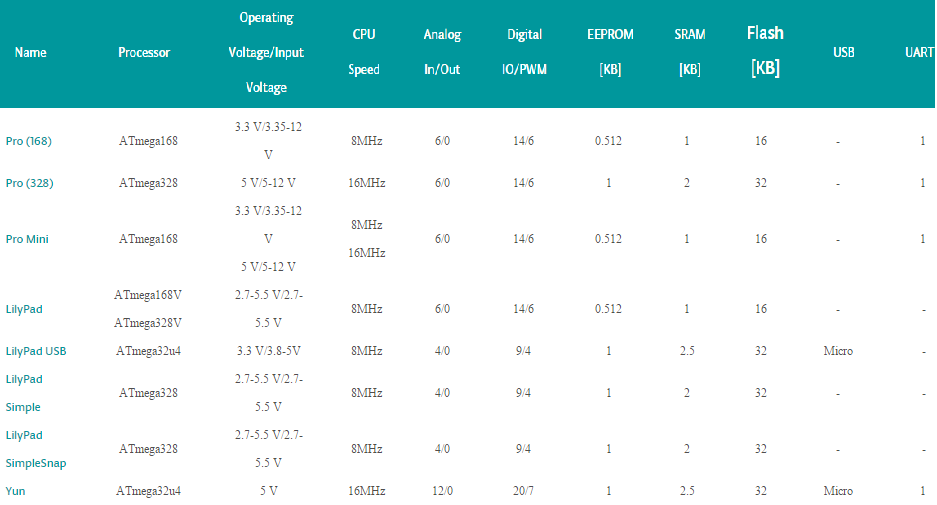 Name Processor Operating Voltage/Input Voltage CPU Speed Analog In/Out Digital IO/PWM EEPROM [KB] SRAM [KB] Flash [KB] USB UART
Pro (168) ATmega168 3.3 V/3.35-12 V 8MHz 6/0 14/6 0.512 1 16 - 1
Pro (328) ATmega328 5 V/5-12 V 16MHz 6/0 14/6 1 2 32 - 1
Pro Mini ATmega168 3.3 V/3.35-12 V 5 V/5-12 V 8MHz 16MHz 6/0 14/6 0.512 1 16 - 1
LilyPad ATmega168V ATmega328V 2.7-5.5 V/2.7-5.5 V 8MHz 6/0 14/6 0.512 1 16 - -
LilyPad USB ATmega32u4 3.3 V/3.8-5V 8MHz 4/0 9/4 1 2.5 32 Micro -
LilyPad Simple ATmega328 2.7-5.5 V/2.7-5.5 V 8MHz 4/0 9/4 1 2 32 - -
LilyPad SimpleSnap ATmega328 2.7-5.5 V/2.7-5.5 V 8MHz 4/0 9/4 1 2 32 - -
Yun ATmega32u4 5 V 16MHz 12/0 20/7 1 2.5 32 Micro 1